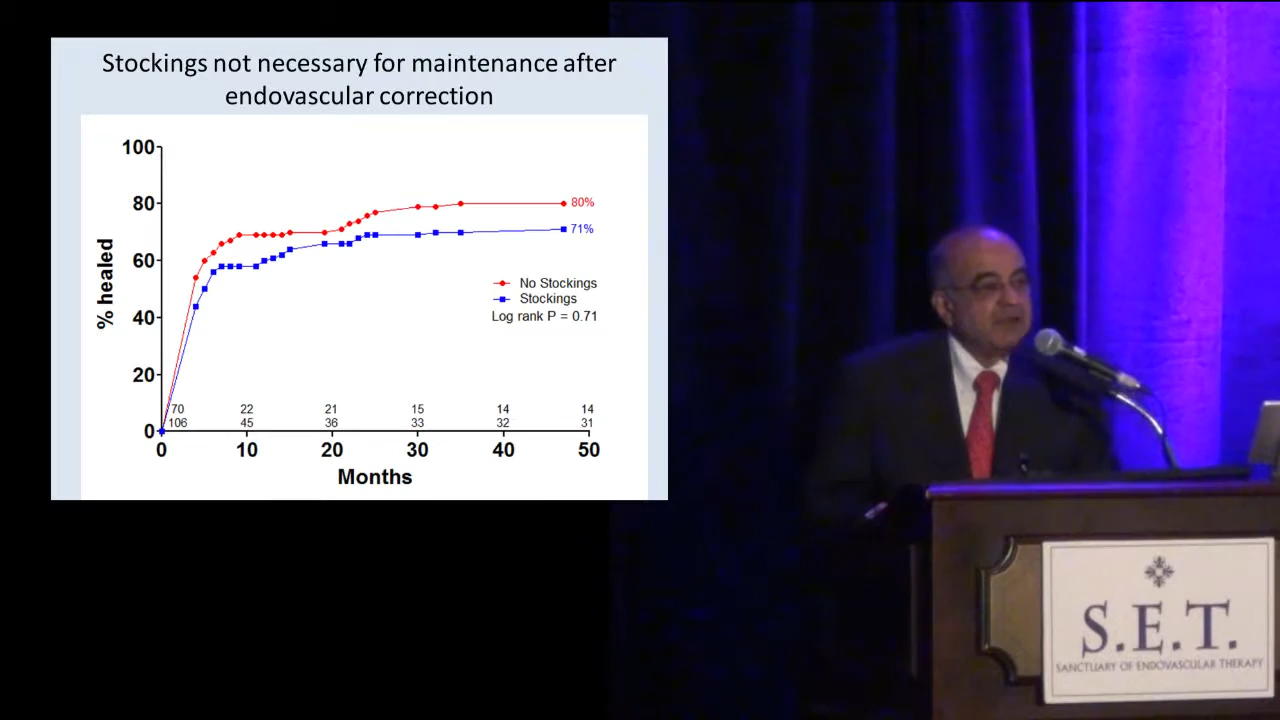 Stockings not necessary for maintenance after
endovascular correction
100
80
60
40
20
0
% healed
80%
71%
No Stockings
Stockings
Log rank P = 0.71
70 22 21 15 14 14
106 45 36 33 32 31
0 10 20 30 40 50
Months
S.E.T.
SANCTUARY OF ENDOVASCULAR THERAPY